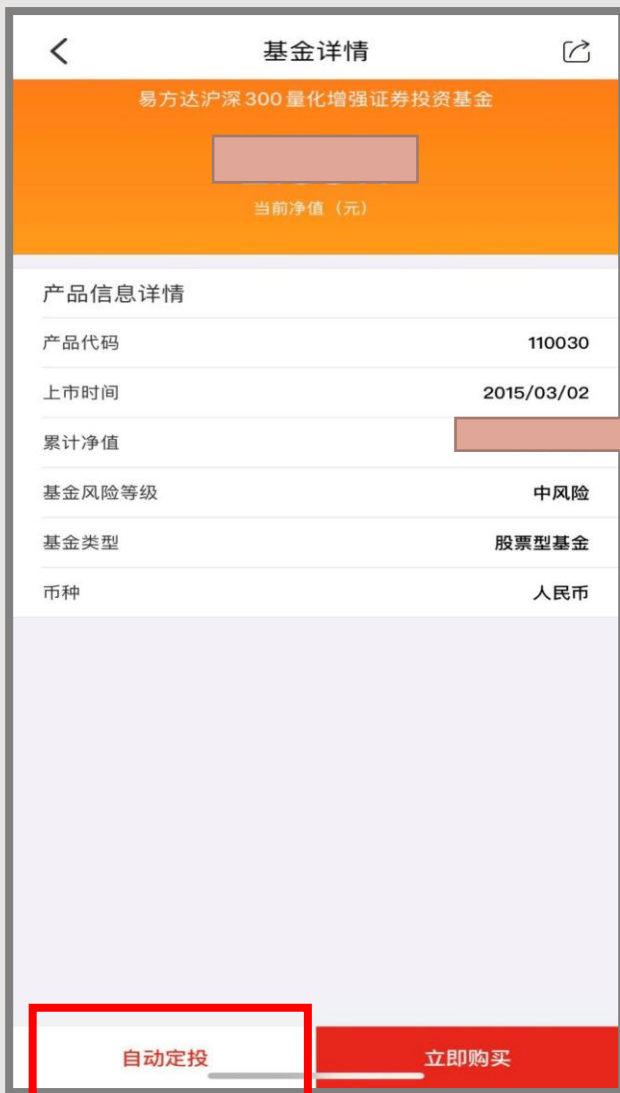 基金详情
易方达沪深300量化增强证券投资基金
当前净值（元）
产品信息详情
产品代码 110030
上市时间 2015/03/02
累计净值
基金风险等级 中风险
基金类型 股票型基金
币种 人民币
自动定投 立即购买